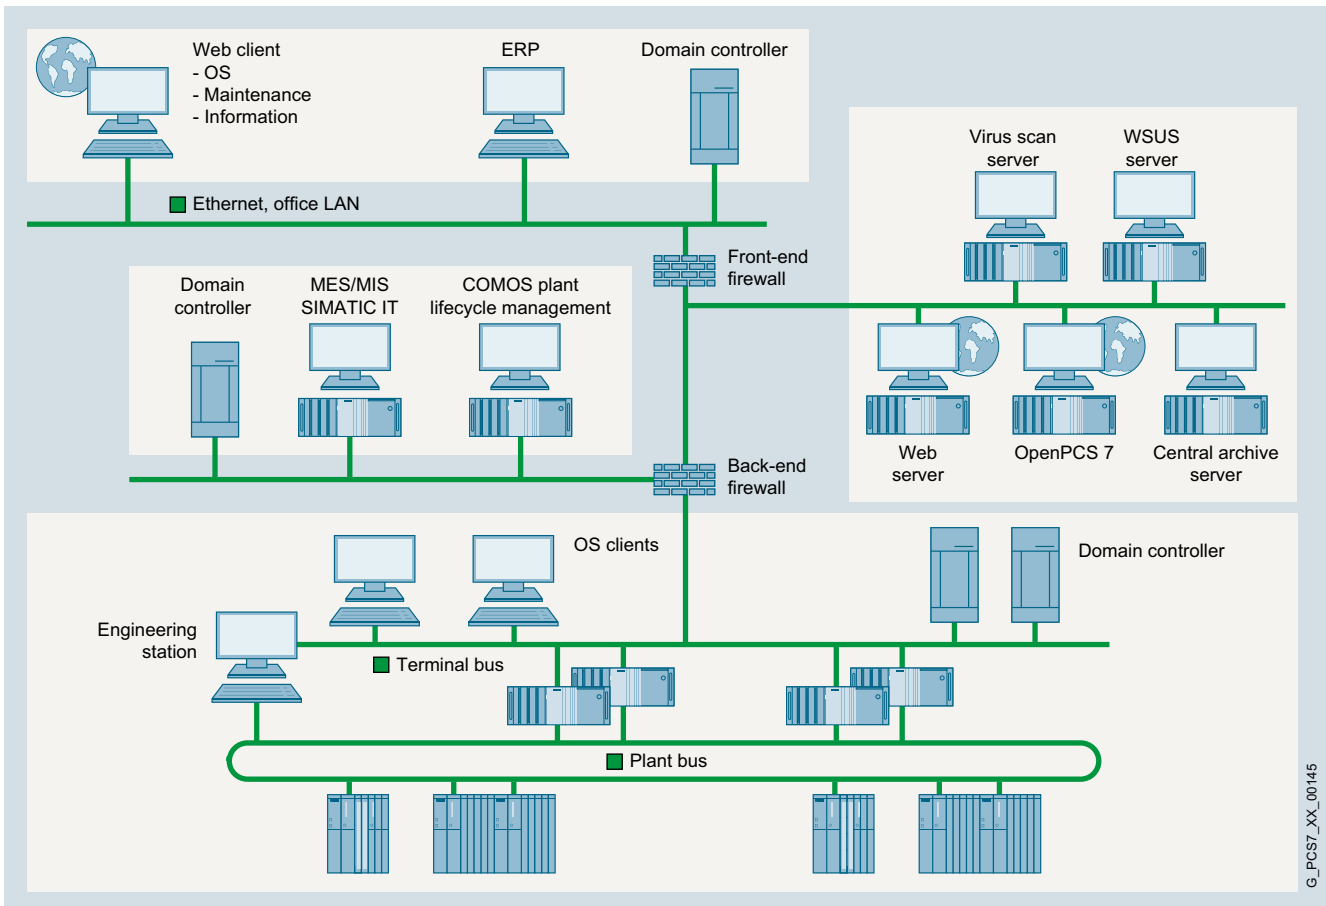 Web client
- OS
- Maintenance
- Information
ERP
Domain controller
Ethernet, office LAN
Virus scan
server
WSUS
server
Front-end
firewall
Domain
controller
MES/MIS
SIMATIC IT
COMOS plant
lifecycle management
Web
server
OpenPCS 7
Central archive
server
Back-end
firewall
OS clients
Domain controller
Engineering
station
Terminal bus
Plant bus
G_PCS7_XX_00145